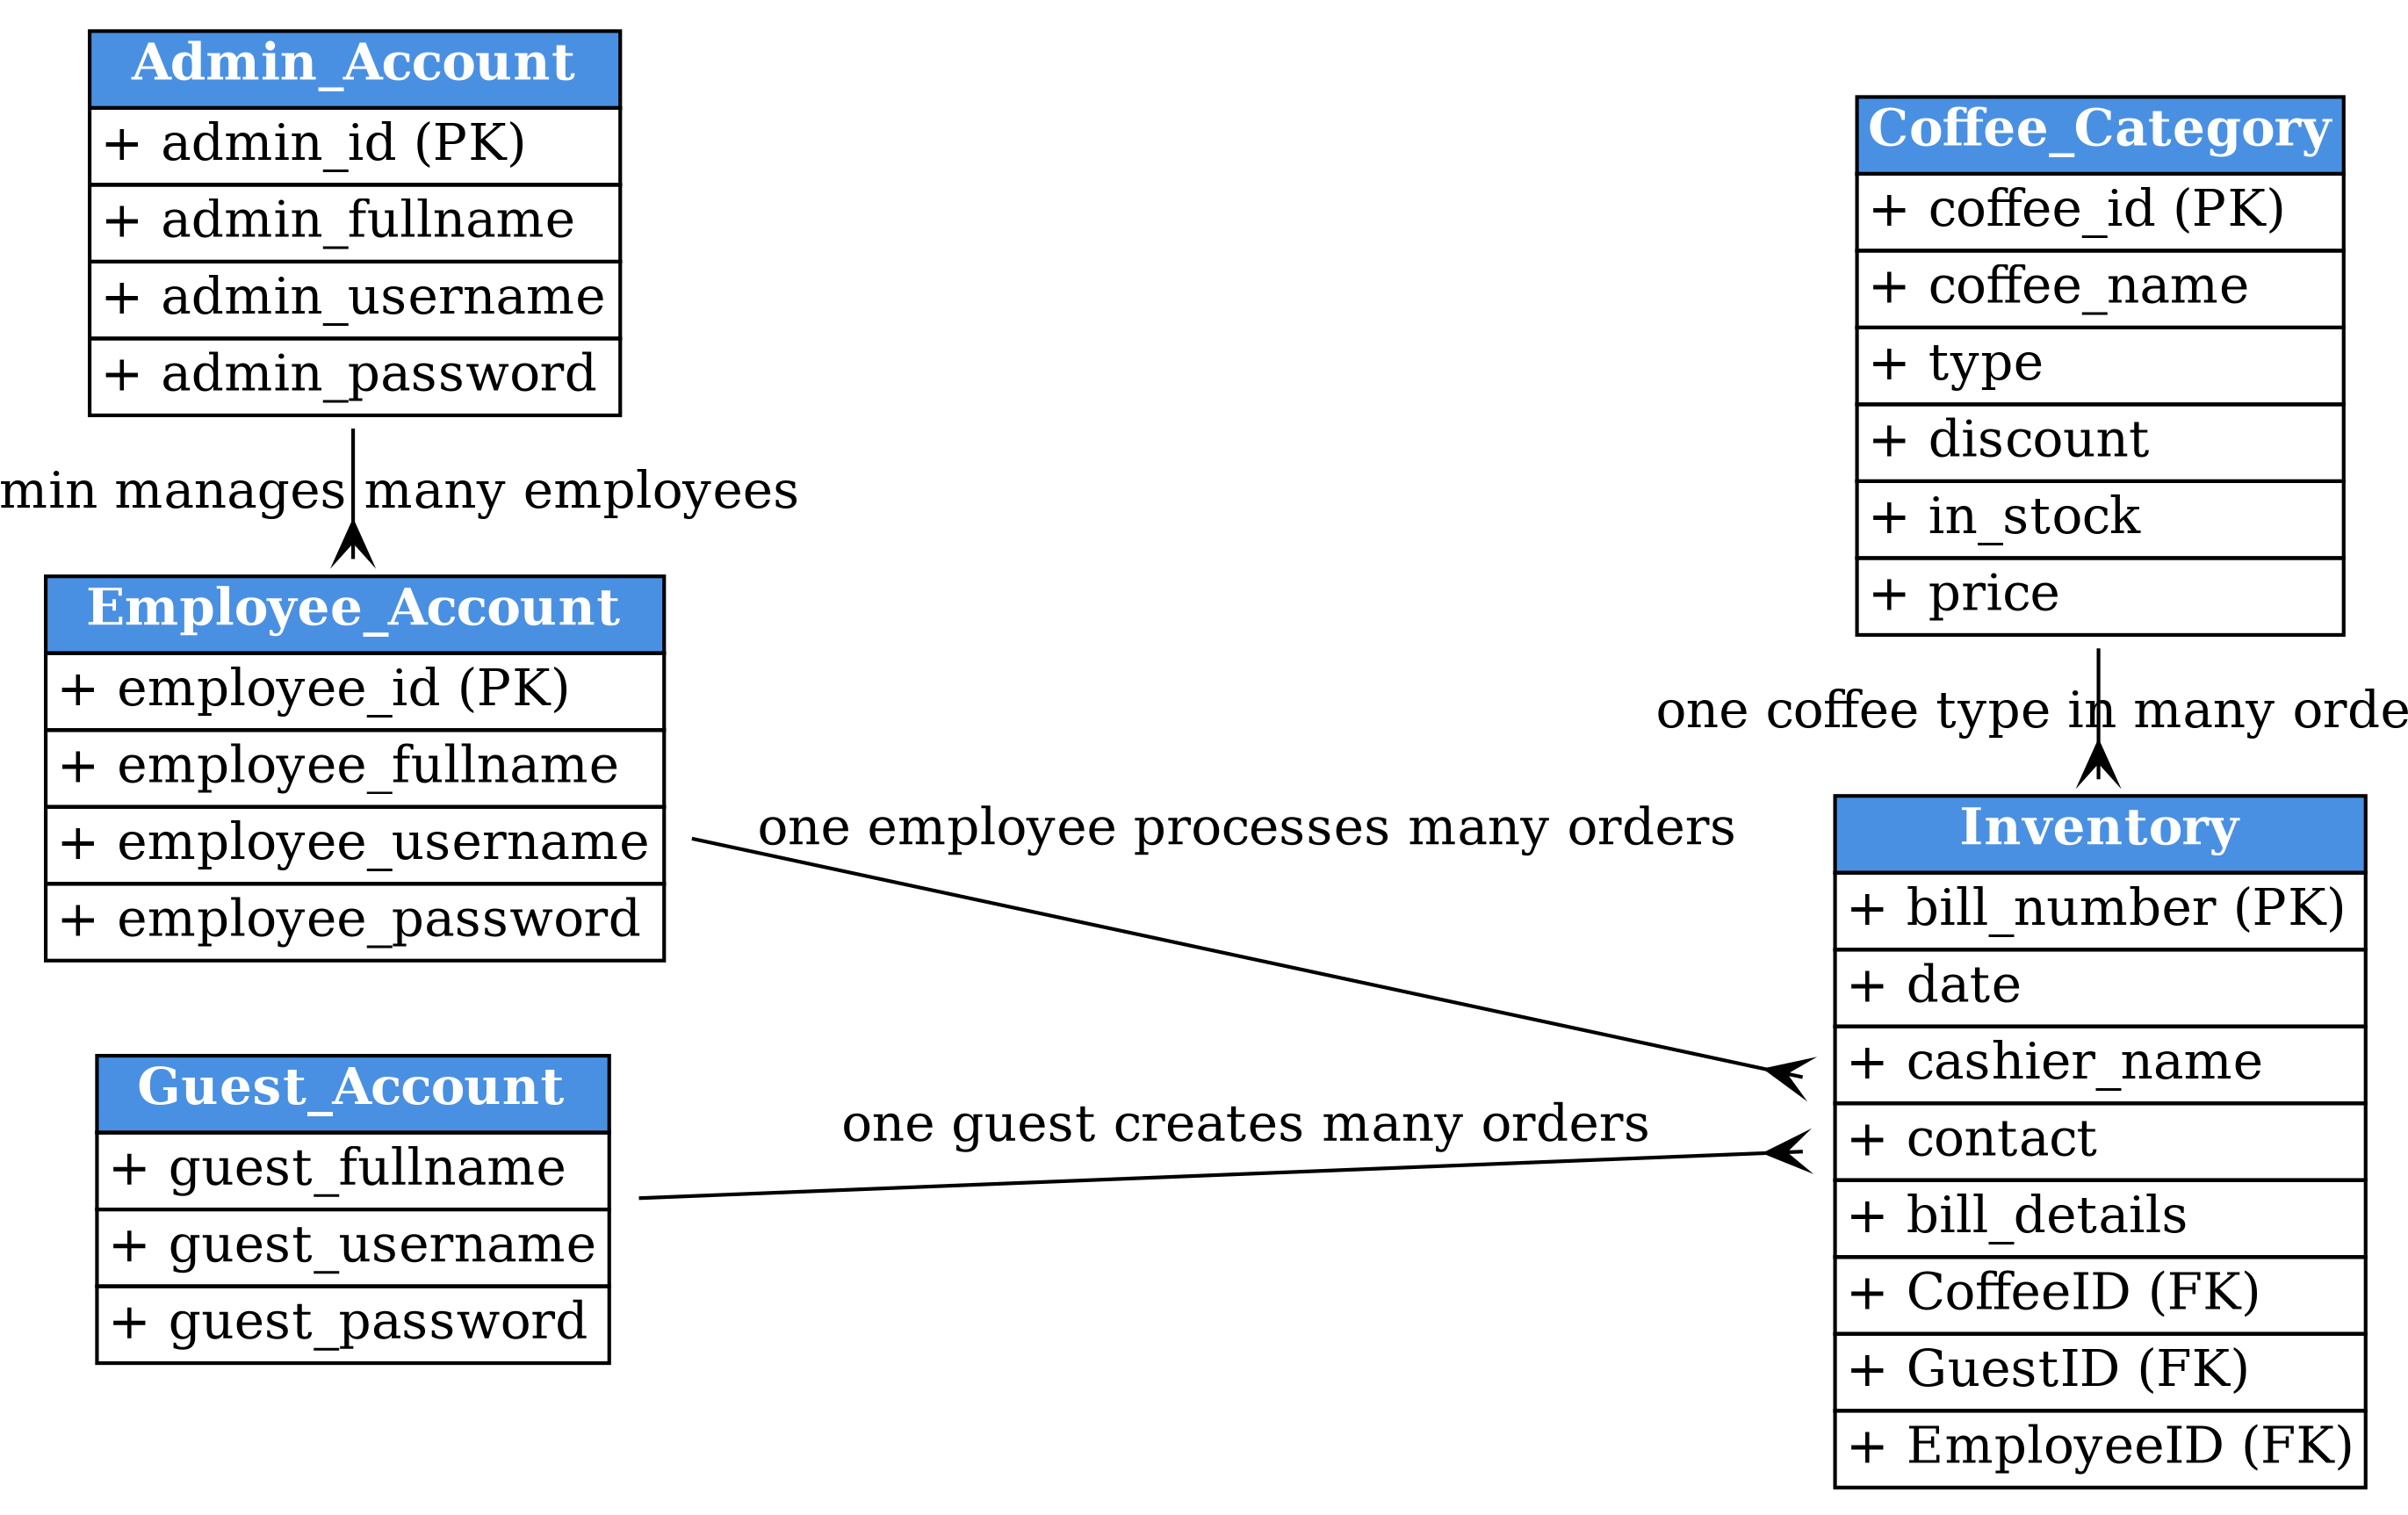 Admin_Account
+ admin_id (PK)
+ admin_fullname
+ admin_username
+ admin_password
manages many employees
Employee_Account
+ employee_id (PK)
+ employee_fullname
+ employee_username
+ employee_password
Guest_Account
+ guest_fullname
+ guest_username
+ guest_password
one employee processes many orders
one guest creates many orders
Coffee_Category
+ coffee_id (PK)
+ coffee_name
+ type
+ discount
+ in_stock
+ price
one coffee type in many
Inventory
+ bill_number (PK)
+ date
+ cashier_name
+ contact
+ bill_details
+ CoffeeID (FK)
+ GuestID (FK)
+ EmployeeID (FK)